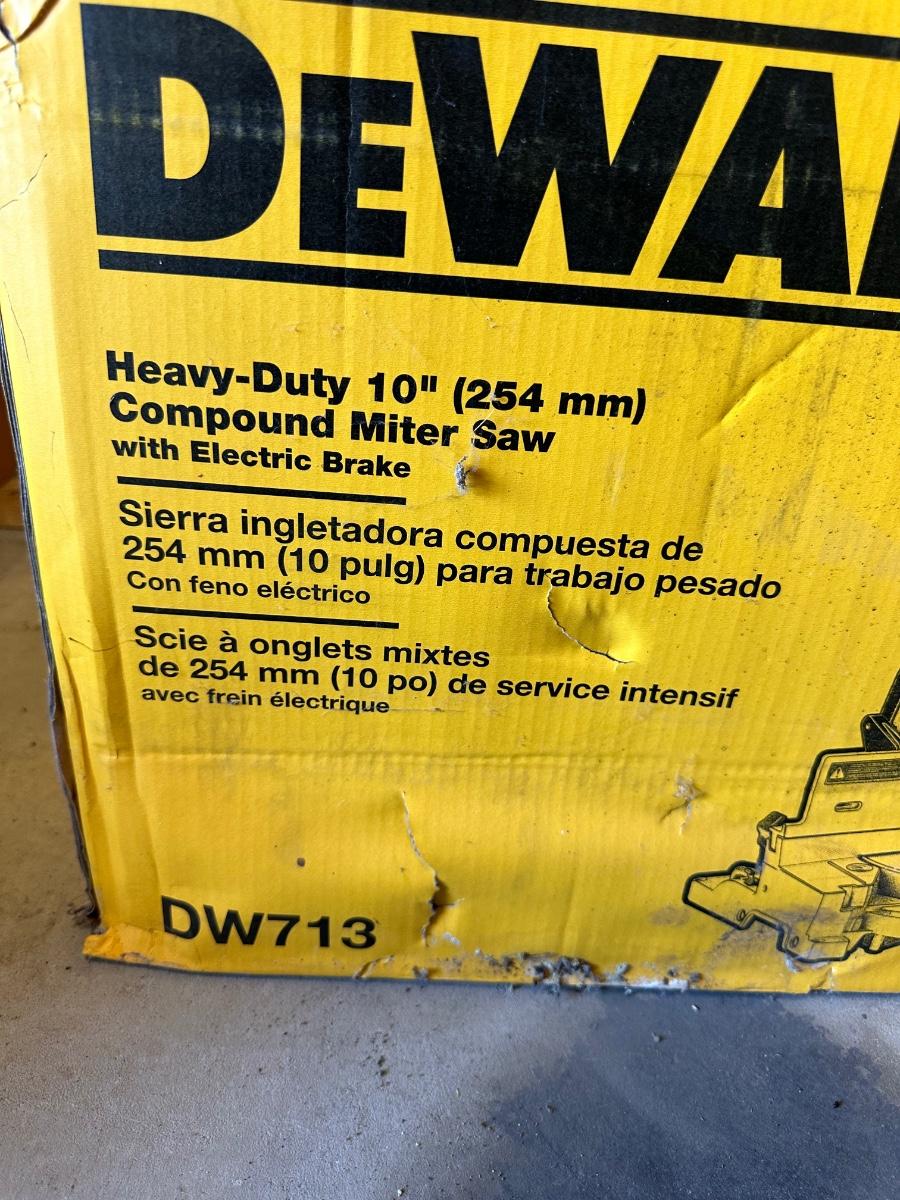 DEWA
Heavy-Duty 10" (254 mm)
Compound Miter Saw
with Electric Brake
Sierra ingletadora compuesta de
254 mm (10 pulg) para trabajo pesado
Con feno eléctrico
Scie à onglets mixtes
de 254 mm (10 po) de service intensif
avec frein électrique
DW713